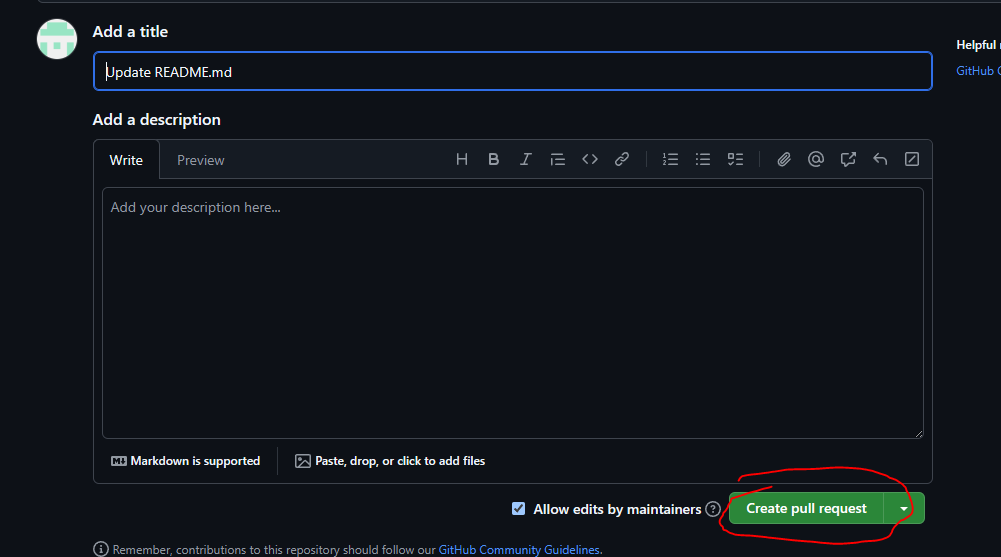 Add a title
Helpful
Update README.md
GitHub
Add a description
Write Preview
Add your description here...
Markdown is supported Paste, drop, or click to add files
Allow edits by maintainers Create pull request
Remember, contributions to this repository should follow our GitHub Community Guidelines.